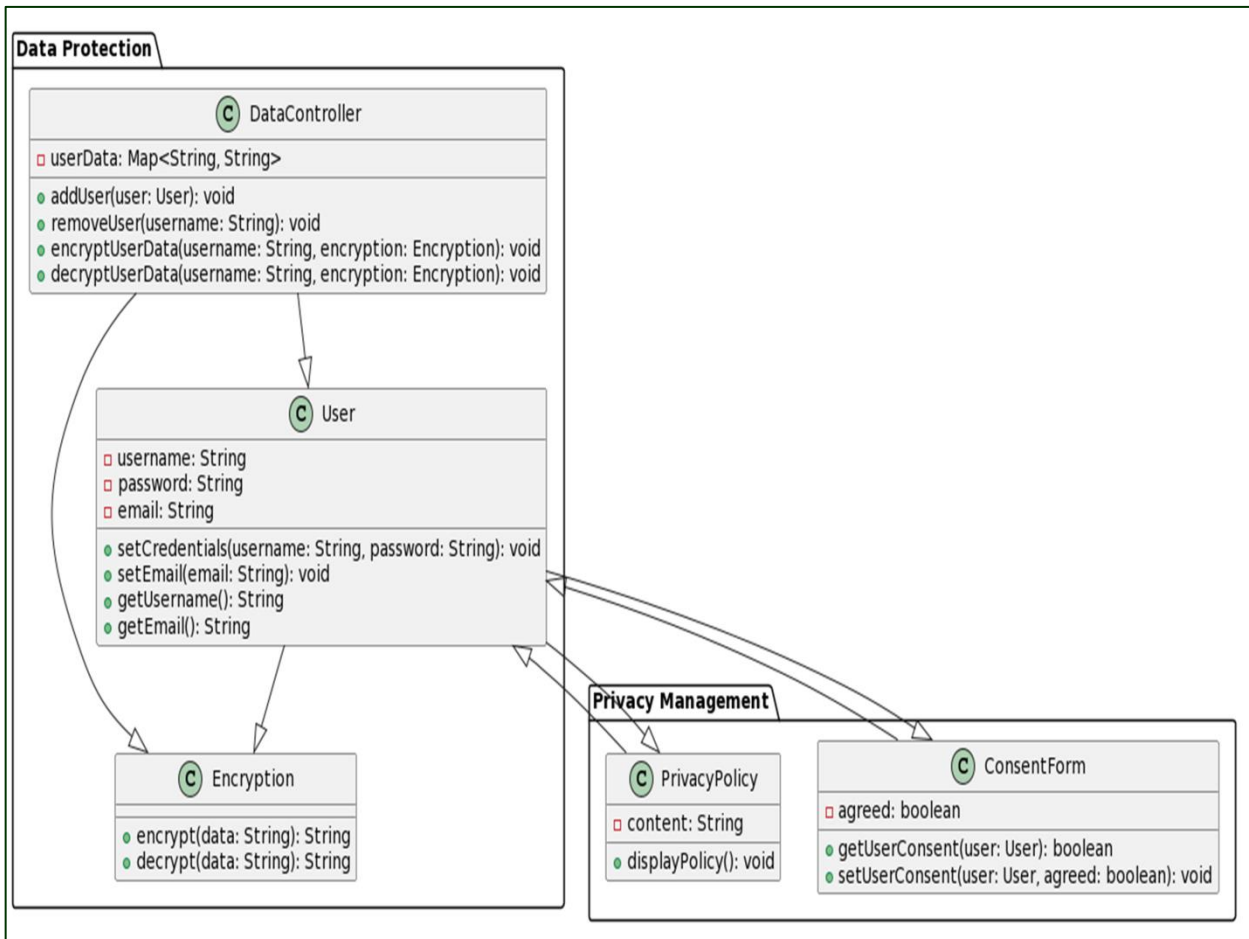 Data Protection
C DataController
userData: Map<String, String>
addUser(user: User): void
removeUser(username: String): void
encryptUserData(username: String, encryption: Encryption): void
decryptUserData(username: String, encryption: Encryption): void
C User
username: String
password: String
email: String
setCredentials(username: String, password: String): void
setEmail(email: String): void
getUsername(): String
getEmail(): String
C Encryption
encrypt(data: String): String
decrypt(data: String): String
Privacy Management
C PrivacyPolicy
content: String
displayPolicy(): void
C ConsentForm
agreed: boolean
getUserConsent(user: User): boolean
setUserConsent(user: User, agreed: boolean): void